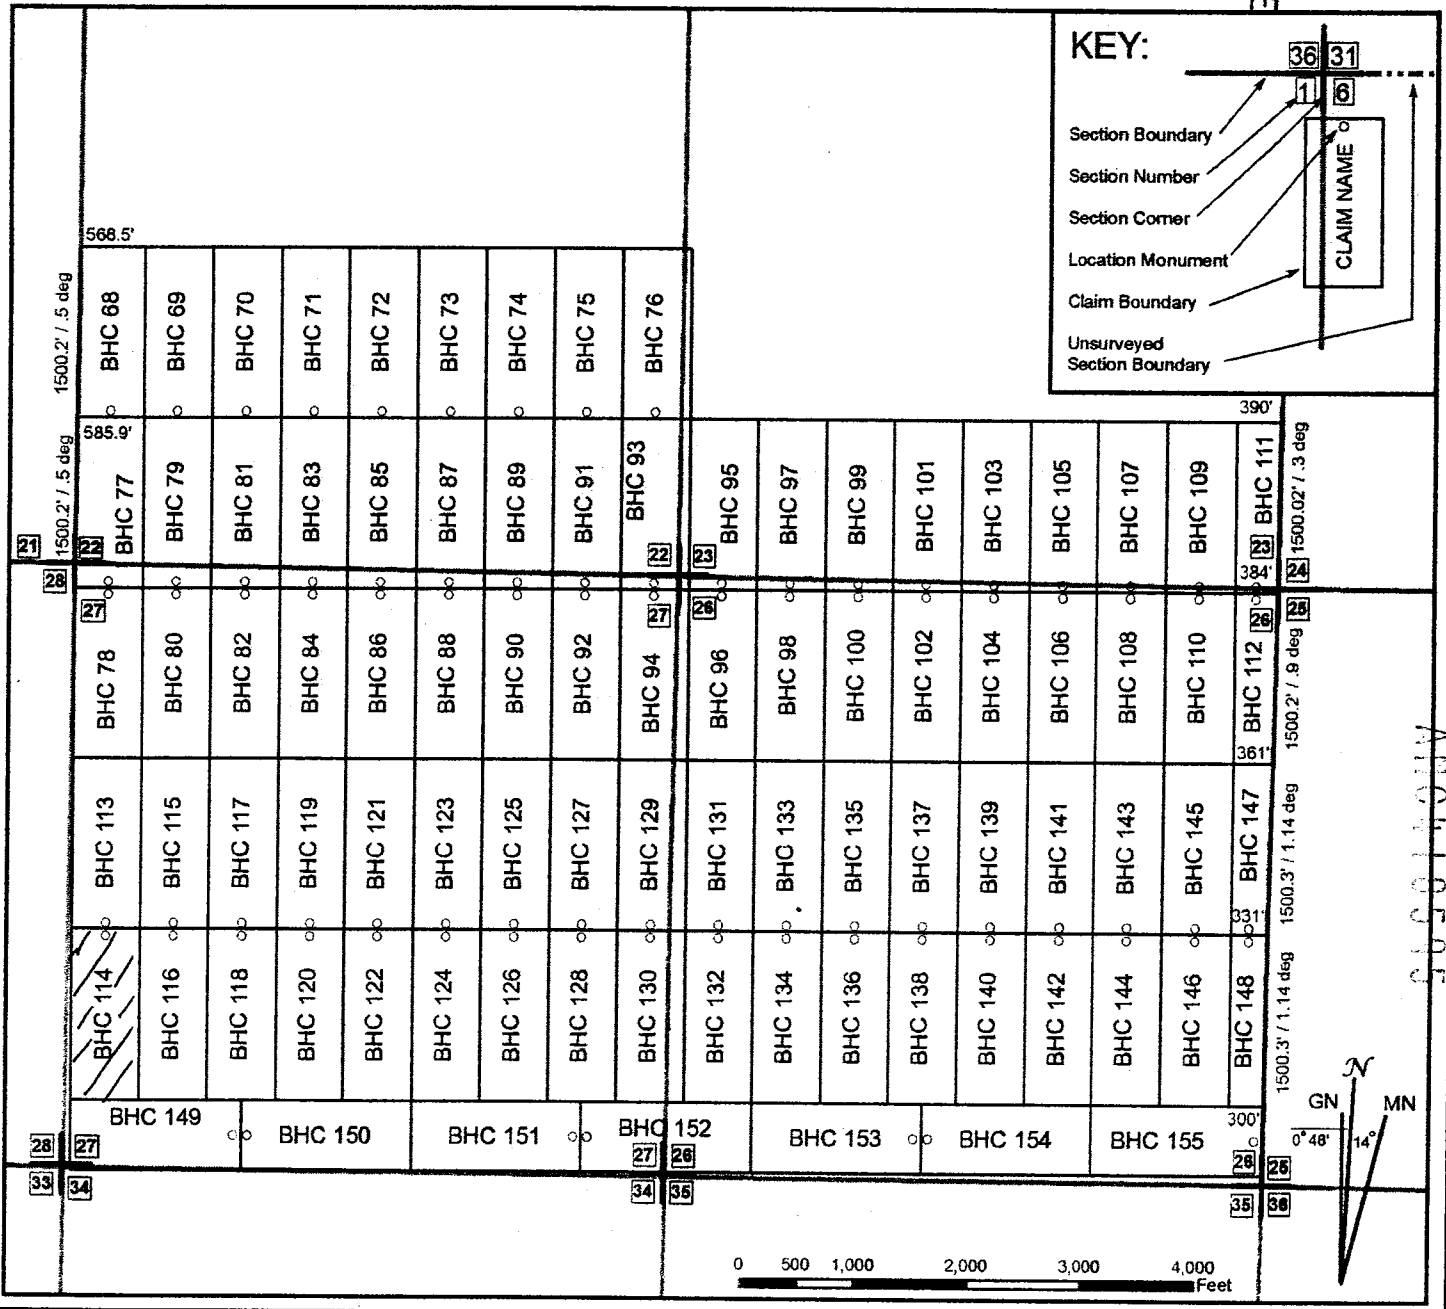 KEY:
36 31
1 6
Section Boundary
Section Number
Section Corner
Location Monument
Claim Boundary
Unsurveyed
Section Boundary
CLAIM NAME
568.5'
1500.2' / .5 deg
BHC 68 BHC 69 BHC 70 BHC 71 BHC 72 BHC 73 BHC 74 BHC 75 BHC 76
390'
585.9'
1500.2' / .5 deg
BHC 77 BHC 79 BHC 81 BHC 83 BHC 85 BHC 87 BHC 89 BHC 91 BHC 93 BHC 95 BHC 97 BHC 99 BHC 101 BHC 103 BHC 105 BHC 107 BHC 109 BHC 111
1500.02' / .3 deg
21 22 22 23 23 24
384'
28 27 27 26 26 25
BHC 78 BHC 80 BHC 82 BHC 84 BHC 86 BHC 88 BHC 90 BHC 92 BHC 94 BHC 96 BHC 98 BHC 100 BHC 102 BHC 104 BHC 106 BHC 108 BHC 110 BHC 112
1500.2' / .9 deg
361'
BHC 113 BHC 115 BHC 117 BHC 119 BHC 121 BHC 123 BHC 125 BHC 127 BHC 129 BHC 131 BHC 133 BHC 135 BHC 137 BHC 139 BHC 141 BHC 143 BHC 145 BHC 147
1500.3' / 1.14 deg
331'
BHC 114 BHC 116 BHC 118 BHC 120 BHC 122 BHC 124 BHC 126 BHC 128 BHC 130 BHC 132 BHC 134 BHC 136 BHC 138 BHC 140 BHC 142 BHC 144 BHC 146 BHC 148
1500.3' / 1.14 deg
BHC 149 BHC 150 BHC 151 BHC 152 BHC 153 BHC 154 BHC 155
300'
28 27 27 26 26 25
33 34 34 35 35 36
N
GN MN
0° 48' 14°
0 500 1,000 2,000 3,000 4,000
Feet